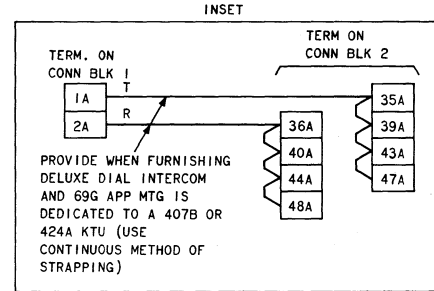 INSET
TERM. ON
CONN BLK 1
TERM ON
CONN BLK 2
1A
T
35A
2A
R
36A
39A
40A
43A
44A
47A
48A
PROVIDE WHEN FURNISHING
DELUXE DIAL INTERCOM
AND 69G APP MTG IS
DEDICATED TO A 407B OR
424A KTU (USE
CONTINUOUS METHOD OF
STRAPPING)